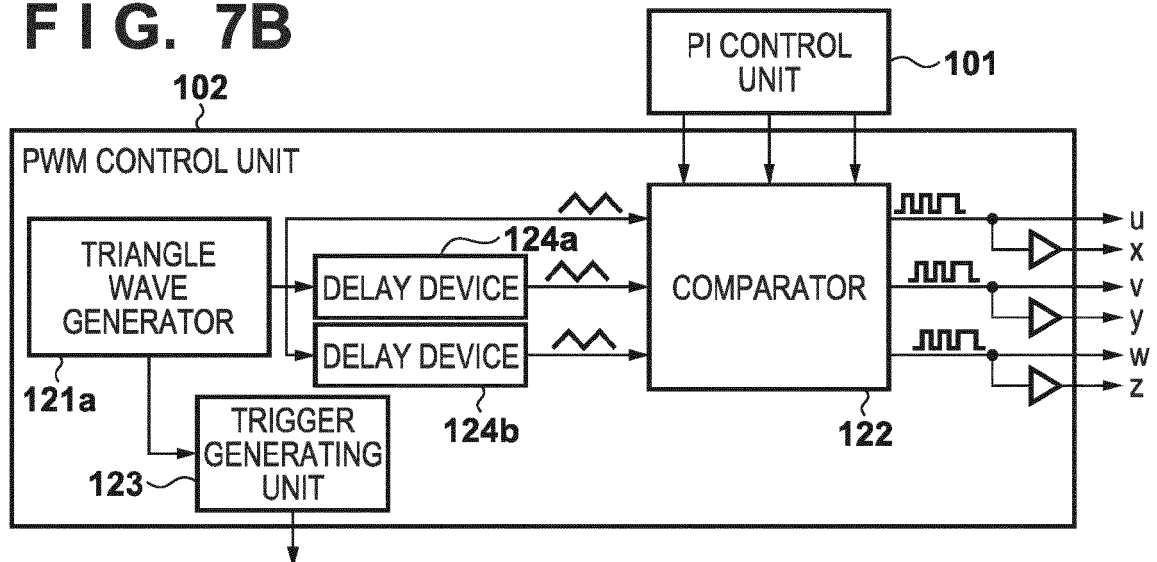 FIG. 7B
PI CONTROL
UNIT
101
102
PWM CONTROL UNIT
TRIANGLE
WAVE
GENERATOR
121a
124a
DELAY DEVICE
DELAY DEVICE
124b
COMPARATOR
122
u
x
v
y
w
z
TRIGGER
GENERATING
UNIT
123